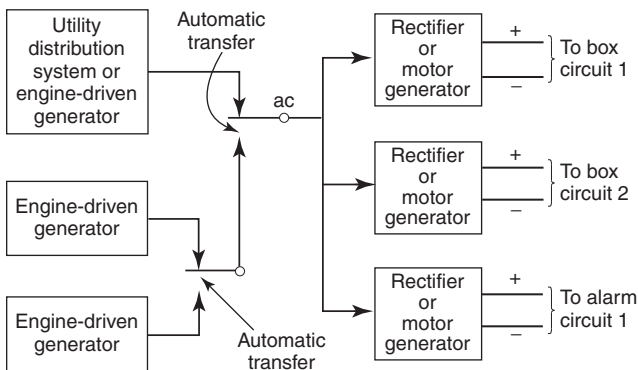 Utility
distribution
system or
engine-driven
generator
Automatic
transfer
ac
Rectifier
or
motor
generator
+
−
To box
circuit 1
Rectifier
or
motor
generator
+
−
To box
circuit 2
Engine-driven
generator
Engine-driven
generator
Automatic
transfer
Rectifier
or
motor
generator
+
−
To alarm
circuit 1